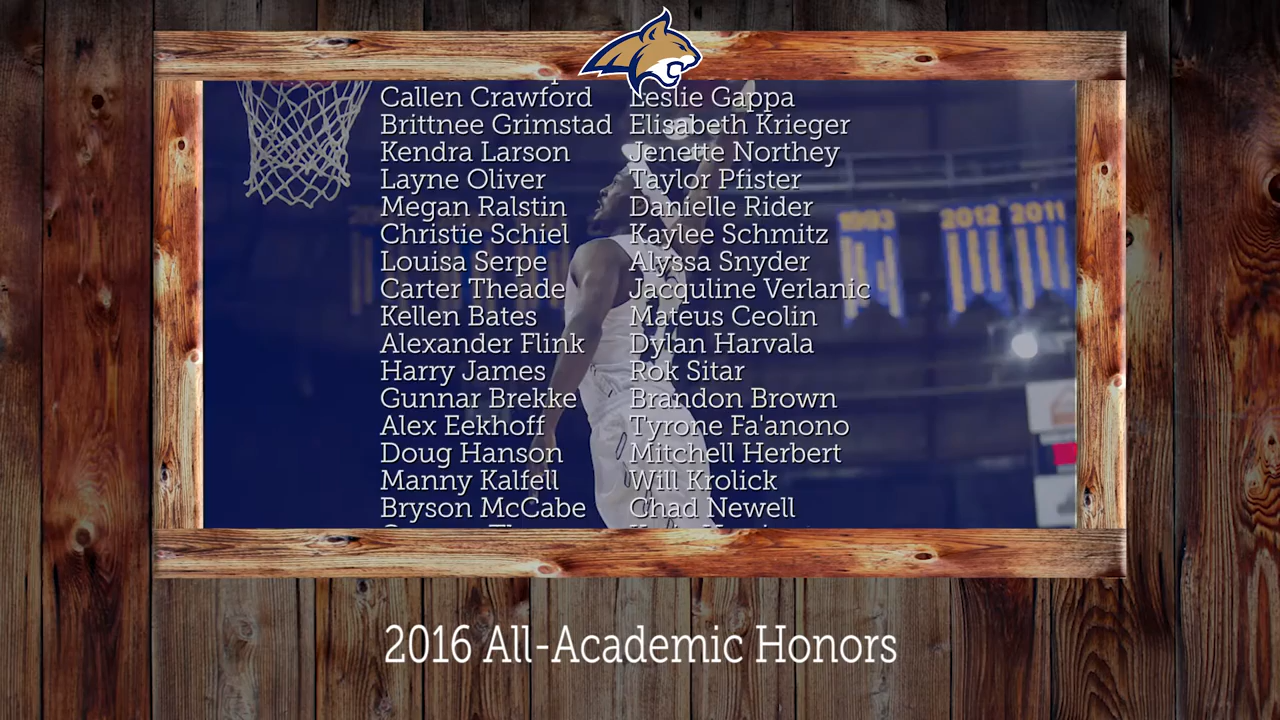 Callen Crawford Leslie Gappa
Brittnee Grimstad Elisabeth Krieger
Kendra Larson Jenette Northey
Layne Oliver Taylor Pfister
Megan Ralstin Danielle Rider
Christie Schiel Kaylee Schmitz
Louisa Serpe Alyssa Snyder
Carter Theade Jacquline Verlanic
Kellen Bates Mateus Ceolin
Alexander Flink Dylan Harvala
Harry James Rok Sitar
Gunnar Brekke Brandon Brown
Alex Eekhoff Tyrone Fa'anono
Doug Hanson Mitchell Herbert
Manny Kalfell Will Krolick
Bryson McCabe Chad Newell
1993 2012 2011
2016 All-Academic Honors